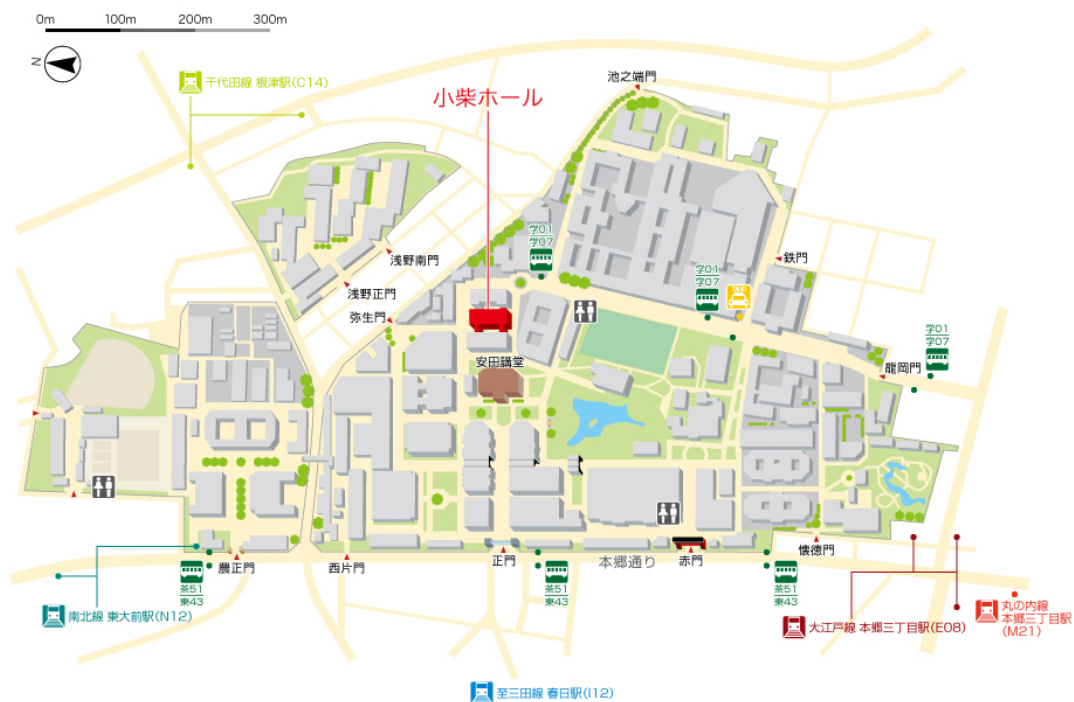 0m 100m 200m 300m
N
千代田線 根津駅(C14)
池之端門
小柴ホール
学01
学07
浅野南門
鉄門
学01
学07
TAXI
浅野正門
弥生門
学01
学07
安田講堂
龍岡門
本郷通り
懐徳門
農正門
西片門
正門
赤門
茶51
東43
茶51
東43
茶51
東43
南北線 東大前駅(N12)
大江戸線 本郷三丁目駅(E08)
丸の内線
本郷三丁目駅
(M21)
至三田線 春日駅(I12)